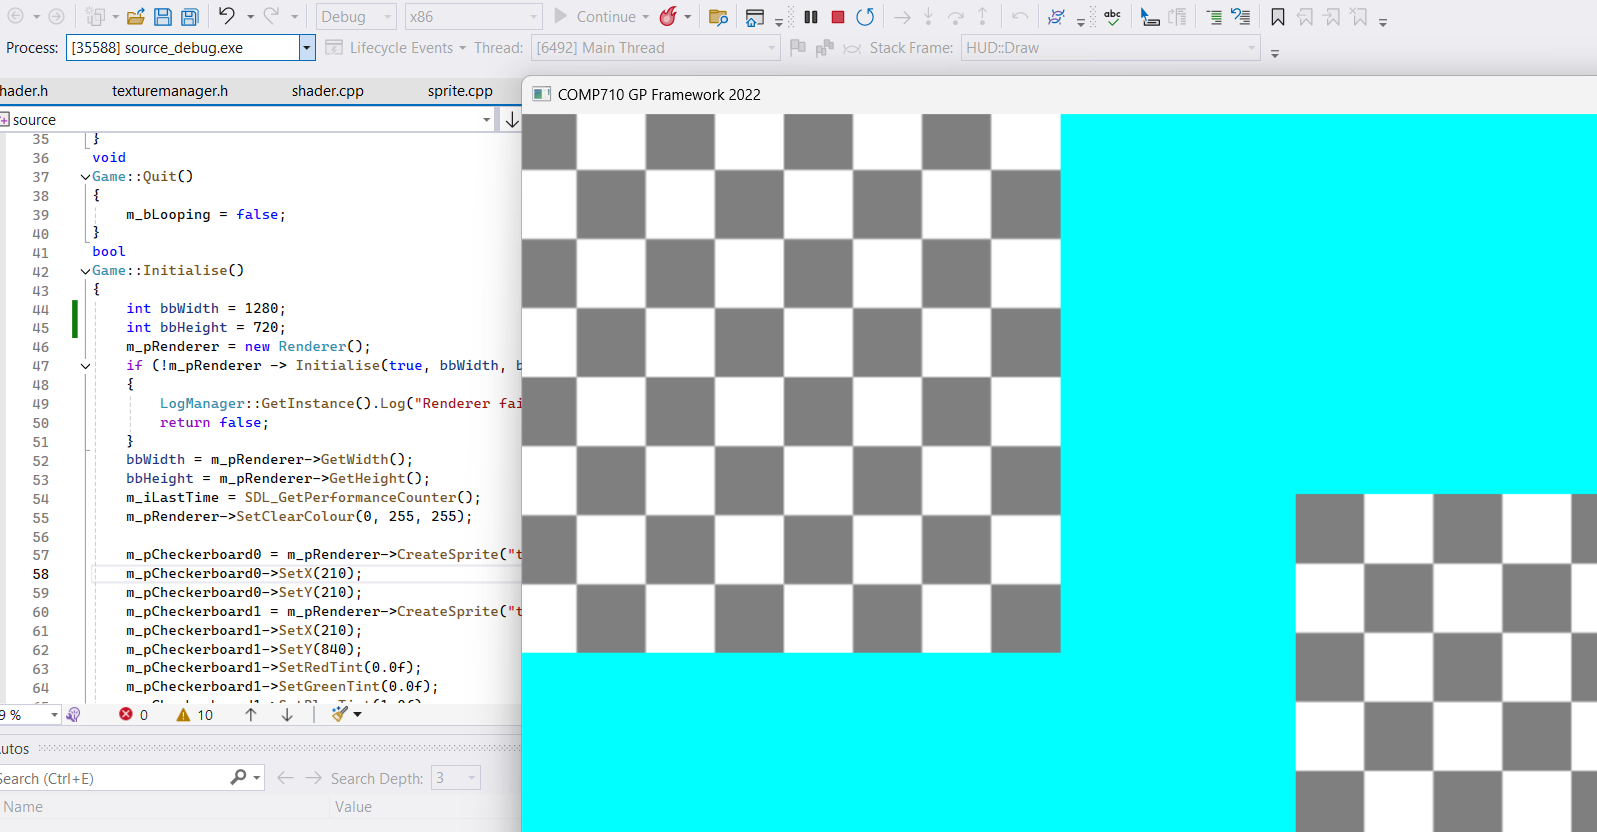 Debug x86 Continue abc
Process: [35588] source_debug.exe Lifecycle Events Thread: [6492] Main Thread Stack Frame: HUD::Draw
hader.h texturemanager.h shader.cpp sprite.cpp
COMP710 GP Framework 2022
source
35 }
36 void
37 Game::Quit()
38 {
39 m_bLooping = false;
40 }
41 bool
42 Game::Initialise()
43 {
44 int bbWidth = 1280;
45 int bbHeight = 720;
46 m_pRenderer = new Renderer();
47 if (!m_pRenderer -> Initialise(true, bbWidth, b
48 {
49 LogManager::GetInstance().Log("Renderer fai
50 return false;
51 }
52 bbWidth = m_pRenderer->GetWidth();
53 bbHeight = m_pRenderer->GetHeight();
54 m_iLastTime = SDL_GetPerformanceCounter();
55 m_pRenderer->SetClearColour(0, 255, 255);
56
57 m_pCheckerboard0 = m_pRenderer->CreateSprite("t
58 m_pCheckerboard0->SetX(210);
59 m_pCheckerboard0->SetY(210);
60 m_pCheckerboard1 = m_pRenderer->CreateSprite("t
61 m_pCheckerboard1->SetX(210);
62 m_pCheckerboard1->SetY(840);
63 m_pCheckerboard1->SetRedTint(0.0f);
64 m_pCheckerboard1->SetGreenTint(0.0f);
9 % 0 10
utos
Search (Ctrl+E) Search Depth: 3
Name Value